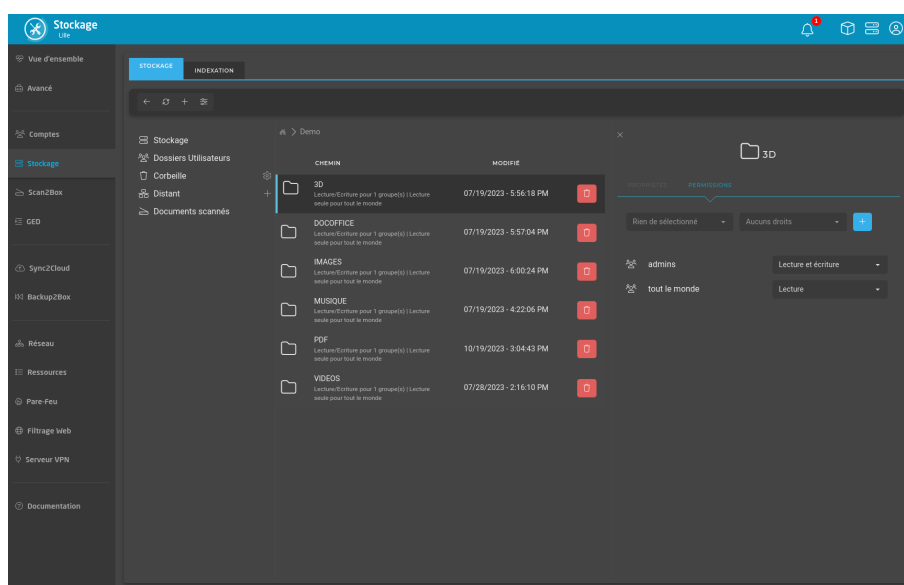 Stockage
Lille
1
Vue d'ensemble
Avancé
Comptes
Stockage
Scan2Box
GED
Sync2Cloud
Backup2Box
Réseau
Ressources
Pare-Feu
Filtrage Web
Serveur VPN
Documentation
STOCKAGE
INDEXATION
Stockage
Dossiers Utilisateurs
Corbeille
Distant
Documents scannés
Demo
CHEMIN MODIFIÉ
3D
Lecture/Ecriture pour 1 groupe(s) | Lecture
seule pour tout le monde
07/19/2023 - 5:56:18 PM
DOCOFFICE
Lecture/Ecriture pour 1 groupe(s) | Lecture
seule pour tout le monde
07/19/2023 - 5:57:04 PM
IMAGES
Lecture/Ecriture pour 1 groupe(s) | Lecture
seule pour tout le monde
07/19/2023 - 6:00:24 PM
MUSIQUE
Lecture/Ecriture pour 1 groupe(s) | Lecture
seule pour tout le monde
07/19/2023 - 4:22:06 PM
PDF
Lecture/Ecriture pour 1 groupe(s) | Lecture
seule pour tout le monde
10/19/2023 - 3:04:43 PM
VIDEOS
Lecture/Ecriture pour 1 groupe(s) | Lecture
seule pour tout le monde
07/28/2023 - 2:16:10 PM
3D
PERMISSIONS
Rien de sélectionné
Aucuns droits
admins
Lecture et écriture
tout le monde
Lecture